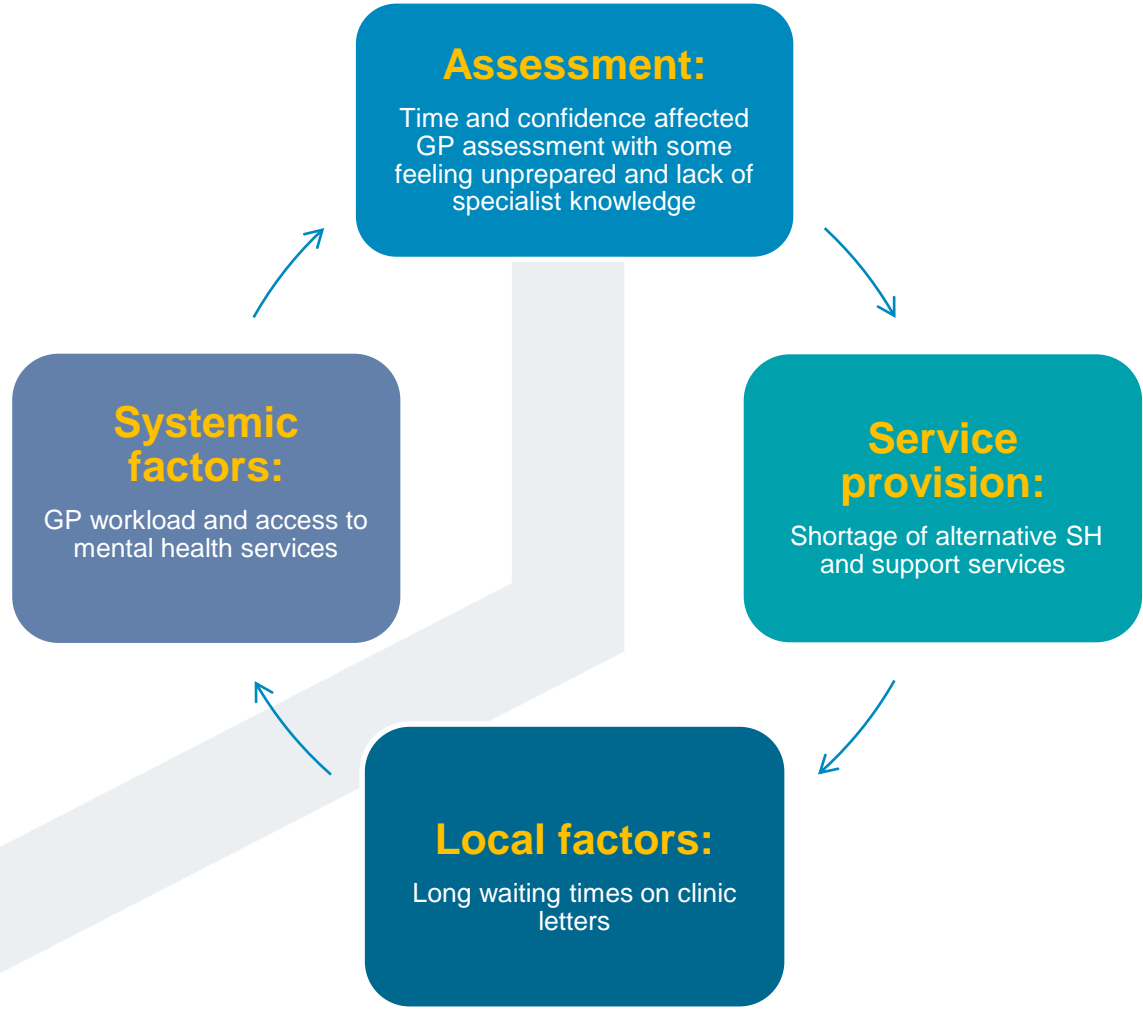 Assessment:
Time and confidence affected
GP assessment with some
feeling unprepared and lack of
specialist knowledge
Service
provision:
Shortage of alternative SH
and support services
Local factors:
Long waiting times on clinic
letters
Systemic
factors:
GP workload and access to
mental health services